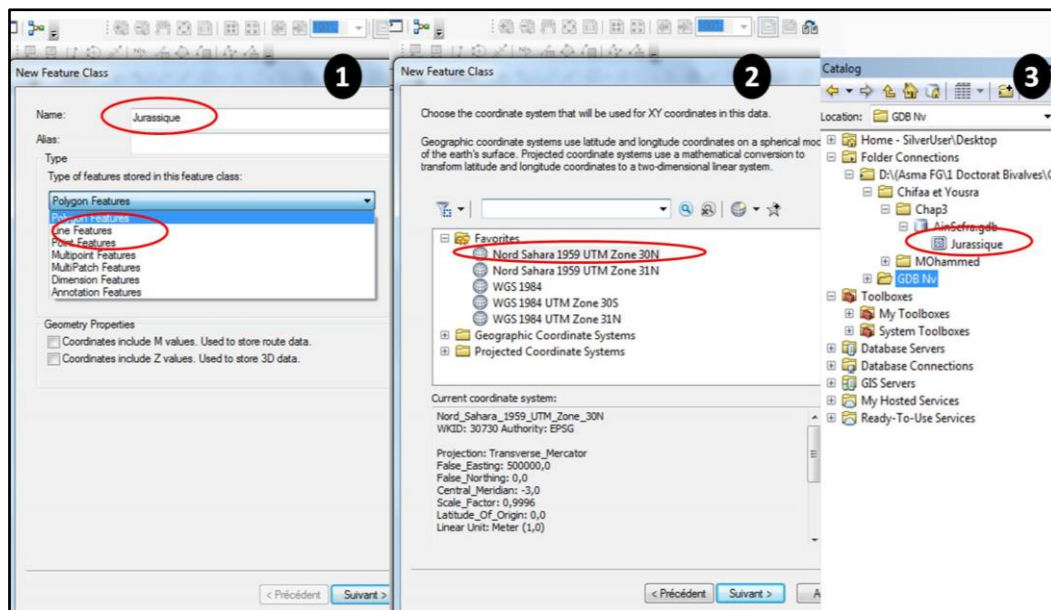 1
New Feature Class
Name: Jurassique
Alias:
Type
Type of features stored in this feature class:
Polygon Features
Polygon Features
Line Features
Point Features
Multipoint Features
MultiPatch Features
Dimension Features
Annotation Features
Geometry Properties
Coordinates include M values. Used to store route data.
Coordinates include Z values. Used to store 3D data.
< Précédent Suivant >
2
New Feature Class
Choose the coordinate system that will be used for XY coordinates in this data.
Geographic coordinate systems use latitude and longitude coordinates on a spherical mod
of the earth's surface. Projected coordinate systems use a mathematical conversion to
transform latitude and longitude coordinates to a two-dimensional linear system.
Favorites
Nord Sahara 1959 UTM Zone 30N
Nord Sahara 1959 UTM Zone 31N
WGS 1984
WGS 1984 UTM Zone 30S
WGS 1984 UTM Zone 31N
Geographic Coordinate Systems
Projected Coordinate Systems
Current coordinate system:
Nord_Sahara_1959_UTM_Zone_30N
WKID: 30730 Authority: EPSG
Projection: Transverse_Mercator
False_Easting: 500000,0
False_Northing: 0,0
Central_Meridian: -3,0
Scale_Factor: 0,9996
Latitude_Of_Origin: 0,0
Linear Unit: Meter (1,0)
< Précédent Suivant > A
3
Catalog
Location: GDB Nv
Home - SilverUser\Desktop
Folder Connections
D:\(Asma FG\1 Doctorat Bivalves\
Chifaa et Yousra
Chap3
AinSefra.gdb
Jurassique
MOhammed
GDB Nv
Toolboxes
My Toolboxes
System Toolboxes
Database Servers
Database Connections
GIS Servers
My Hosted Services
Ready-To-Use Services